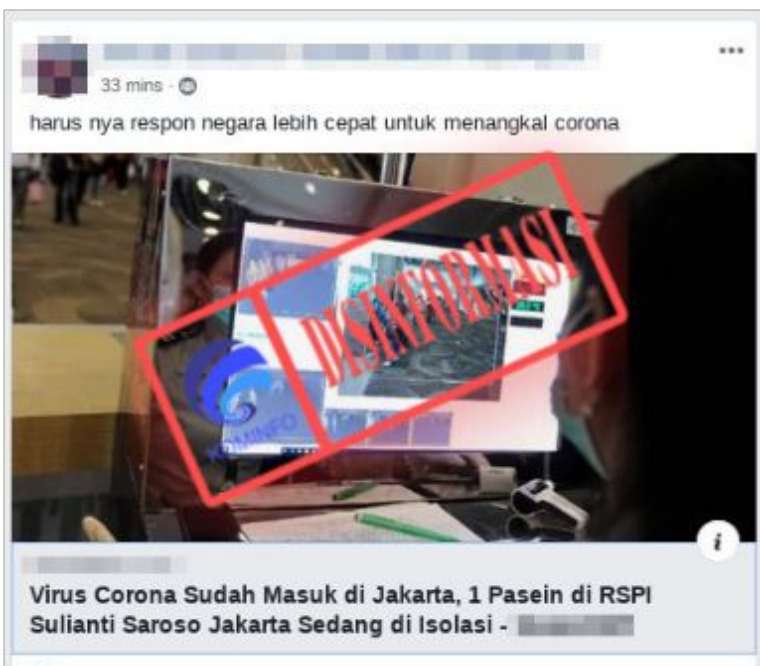 33 mins
harus nya respon negara lebih cepat untuk menangkal corona
DISINFORMASI
KOMINFO
i
Virus Corona Sudah Masuk di Jakarta, 1 Pasein di RSPI
Sulianti Saroso Jakarta Sedang di Isolasi -